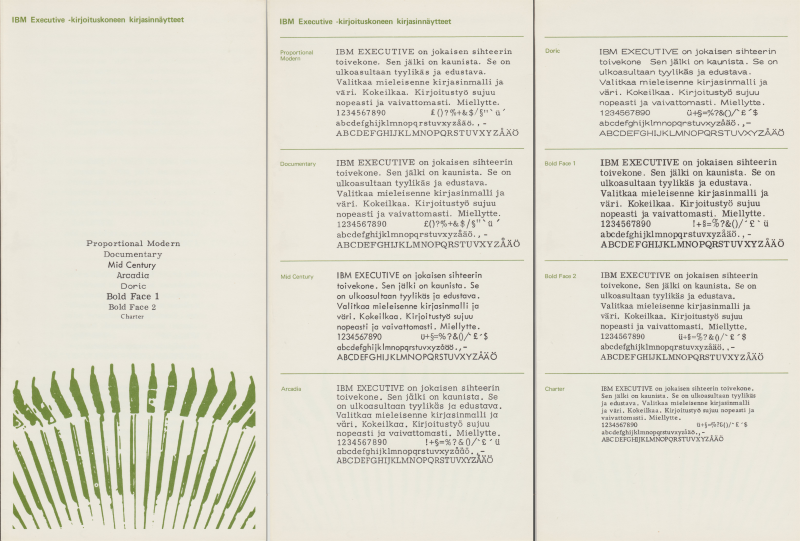 IBM Executive -kirjoituskoneen kirjasinnäytteet
Proportional Modern
Documentary
Mid Century
Arcadia
Doric
Bold Face 1
Bold Face 2
Charter
IBM Executive -kirjoituskoneen kirjasinnäytteet
Proportional
Modern
IBM EXECUTIVE on jokaisen sihteerin
toivekone. Sen jälki on kaunista. Se on
ulkoasultaan tyylikäs ja edustava.
Valitkaa mieleisenne kirjasinmalli ja
väri. Kokeilkaa. Kirjoitustyö sujuu
nopeasti ja vaivattomasti. Miellytte.
1234567890 £()?%+&$/§"`ü´
abcdefghijklmnopqrstuvxyzåäö.,-
ABCDEFGHIJKLMNOPQRSTUVXYZÅÄÖ
Documentary
IBM EXECUTIVE on jokaisen sihteerin
toivekone. Sen jälki on kaunista. Se on
ulkoasultaan tyylikäs ja edustava.
Valitkaa mieleisenne kirjasinmalli ja
väri. Kokeilkaa. Kirjoitustyö sujuu
nopeasti ja vaivattomasti. Miellytte.
1234567890 £()?%+&$/§"`ü´
abcdefghijklmnopqrstuvxyzåäö.,-
ABCDEFGHIJKLMNOPQRSTUVXYZÅÄÖ
Mid Century
IBM EXECUTIVE on jokaisen sihteerin
toivekone. Sen jälki on kaunista. Se
on ulkoasultaan tyylikäs ja edustava.
Valitkaa mieleisenne kirjasinmalli ja
väri. Kokeilkaa. Kirjoitustyö sujuu
nopeasti ja vaivattomasti. Miellytte.
1234567890 ü+§=%?&()/^£´$
abcdefghijklmnopqrstuvxyzåäö.,-
ABCDEFGHIJKLMNOPQRSTUVXYZÅÄÖ
Arcadia
IBM EXECUTIVE on jokaisen sihteerin
toivekone. Sen jälki on kaunista. Se
on ulkoasultaan tyylikäs ja edustava.
Valitkaa mieleisenne kirjasinmalli ja
väri. Kokeilkaa. Kirjoitustyö sujuu
nopeasti ja vaivattomasti. Miellytte.
1234567890 !+§=%?&()/`£´ü
abcdefghijklmnopqrstuvxyzåäö.,-
ABCDEFGHIJKLMNOPQRSTUVXYZÅÄÖ
Doric
IBM EXECUTIVE on jokaisen sihteerin
toivekone Sen jälki on kaunista. Se on
ulkoasultaan tyylikäs ja edustava.
Valitkaa mieleisenne kirjasinmalli ja
väri. Kokeilkaa. Kirjoitustyö sujuu
nopeasti ja vaivattomasti. Miellytte.
1234567890 ü+§=%?&()/^£´$
abcdefghijklmnopqrstuvxyzåäö.,-
ABCDEFGHIJKLMNOPQRSTUVXYZÅÄÖ
Bold Face 1
IBM EXECUTIVE on jokaisen sihteerin
toivekone. Sen jälki on kaunista. Se on
ulkoasultaan tyylikäs ja edustava.
Valitkaa mieleisenne kirjasinmalli ja
väri. Kokeilkaa. Kirjoitustyö sujuu
nopeasti ja vaivattomasti. Miellytte.
1234567890 !+§=%?&()/´£`ü
abcdefghijklmnopqrstuvxyzåäö.,-
ABCDEFGHIJKLMNOPQRSTUVXYZÅÄÖ
Bold Face 2
IBM EXECUTIVE on jokaisen sihteerin
toivekone. Sen jälki on kaunista. Se on
ulkoasultaan tyylikäs ja edustava.
Valitkaa mieleisenne kirjasinmalli ja
väri. Kokeilkaa. Kirjoitustyö sujuu
nopeasti ja vaivattomasti. Miellytte.
1234567890 ü+§=%?&()/^£´$
abcdefghijklmnopqrstuvxyzåäö.,-
ABCDEFGHIJKLMNOPQRSTUVXYZÅÄÖ
Charter
IBM EXECUTIVE on jokaisen sihteerin toivekone.
Sen jälki on kaunista. Se on ulkoasultaan tyylikäs
ja edustava. Valitkaa mieleisenne kirjasinmalli
ja väri. Kokeilkaa. Kirjoitustyö sujuu nopeasti ja
vaivattomasti. Miellytte.
1234567890 ü+§=%?&()/^£´$
abcdefghijklmnopqrstuvxyzåäö.,-
ABCDEFGHIJKLMNOPQRSTUVXYZÅÄÖ